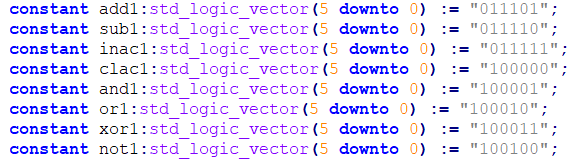 constant add1:std_logic_vector(5 downto 0) := "011101";
constant sub1:std_logic_vector(5 downto 0) := "011110";
constant inac1:std_logic_vector(5 downto 0) := "011111";
constant clac1:std_logic_vector(5 downto 0) := "100000";
constant and1:std_logic_vector(5 downto 0) := "100001";
constant or1:std_logic_vector(5 downto 0) := "100010";
constant xor1:std_logic_vector(5 downto 0) := "100011";
constant not1:std_logic_vector(5 downto 0) := "100100";